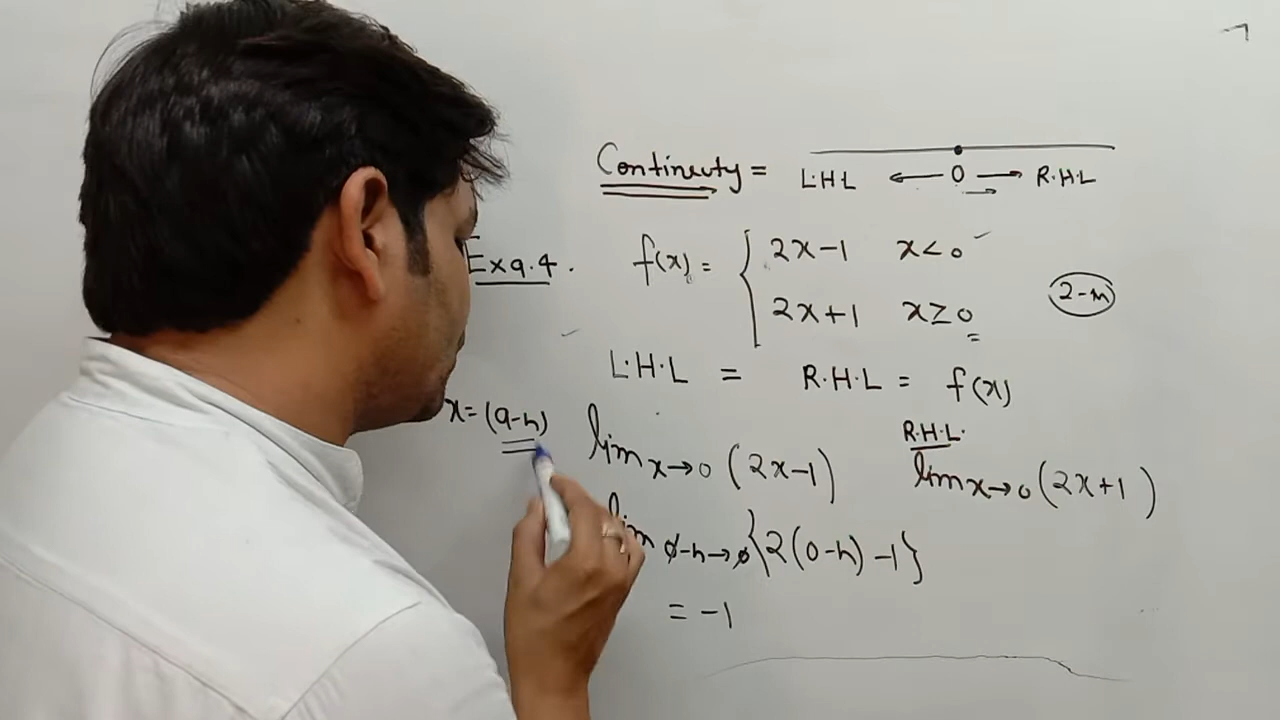 Continuty = L.H.L ← 0 → R.H.L
Exa.4. f(x) = { 2x-1 x<0
2x+1 x≥0
2-m
L.H.L = R.H.L = f(x)
x=(a-h) lim x→0 (2x-1)
R.H.L.
lim x→0 (2x+1)
lim 0-h→0 {2(0-h)-1}
= -1